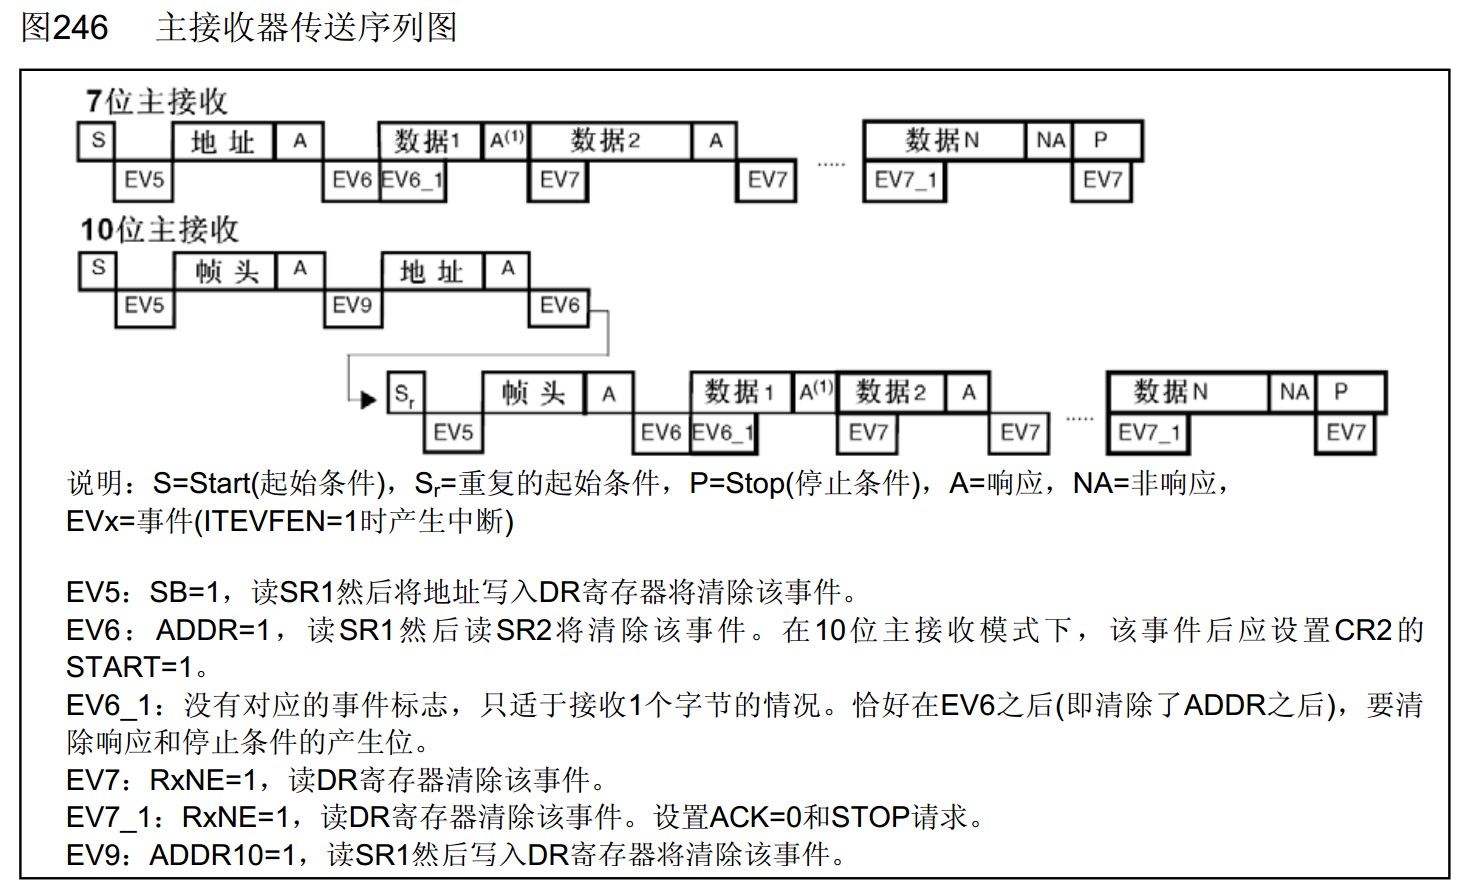 图246 主接收器传送序列图
7位主接收
S 地址 A 数据1 A(1) 数据2 A ..... 数据N NA P
EV5 EV6 EV6_1 EV7 EV7 EV7_1 EV7
10位主接收
S 帧头 A 地址 A
EV5 EV9 EV6
Sr 帧头 A 数据1 A(1) 数据2 A ..... 数据N NA P
EV5 EV6 EV6_1 EV7 EV7 EV7_1 EV7
说明：S=Start(起始条件)，Sr=重复的起始条件，P=Stop(停止条件)，A=响应，NA=非响应，
EVx=事件(ITEVFEN=1时产生中断)
EV5：SB=1，读SR1然后将地址写入DR寄存器将清除该事件。
EV6：ADDR=1，读SR1然后读SR2将清除该事件。在10位主接收模式下，该事件后应设置CR2的
START=1。
EV6_1：没有对应的事件标志，只适于接收1个字节的情况。恰好在EV6之后(即清除了ADDR之后)，要清
除响应和停止条件的产生位。
EV7：RxNE=1，读DR寄存器清除该事件。
EV7_1：RxNE=1，读DR寄存器清除该事件。设置ACK=0和STOP请求。
EV9：ADDR10=1，读SR1然后写入DR寄存器将清除该事件。